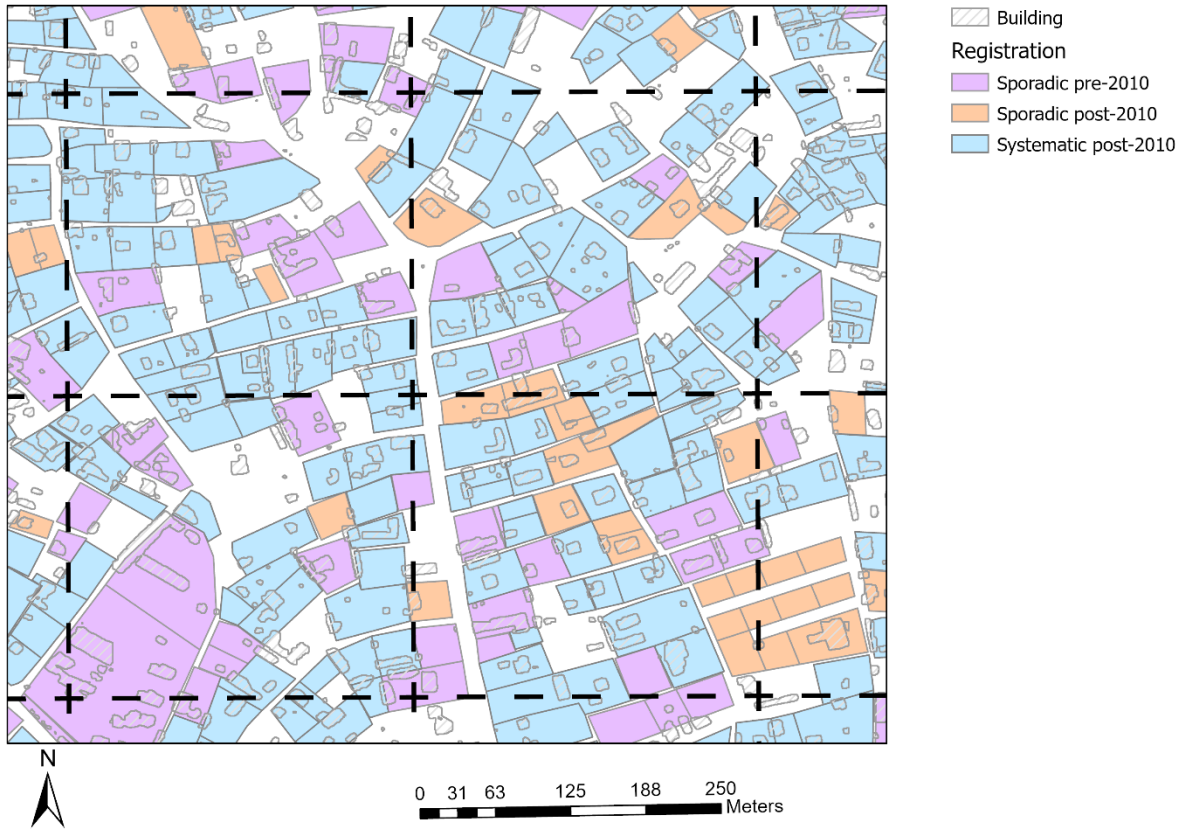 Building
Registration
Sporadic pre-2010
Sporadic post-2010
Systematic post-2010
N
0 31 63 125 188 250
Meters